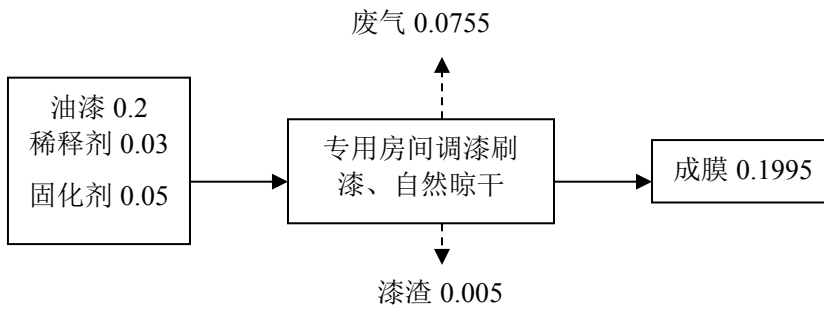 废气 0.0755
油漆 0.2
稀释剂 0.03
固化剂 0.05
专用房间调漆刷
漆、自然晾干
成膜 0.1995
漆渣 0.005